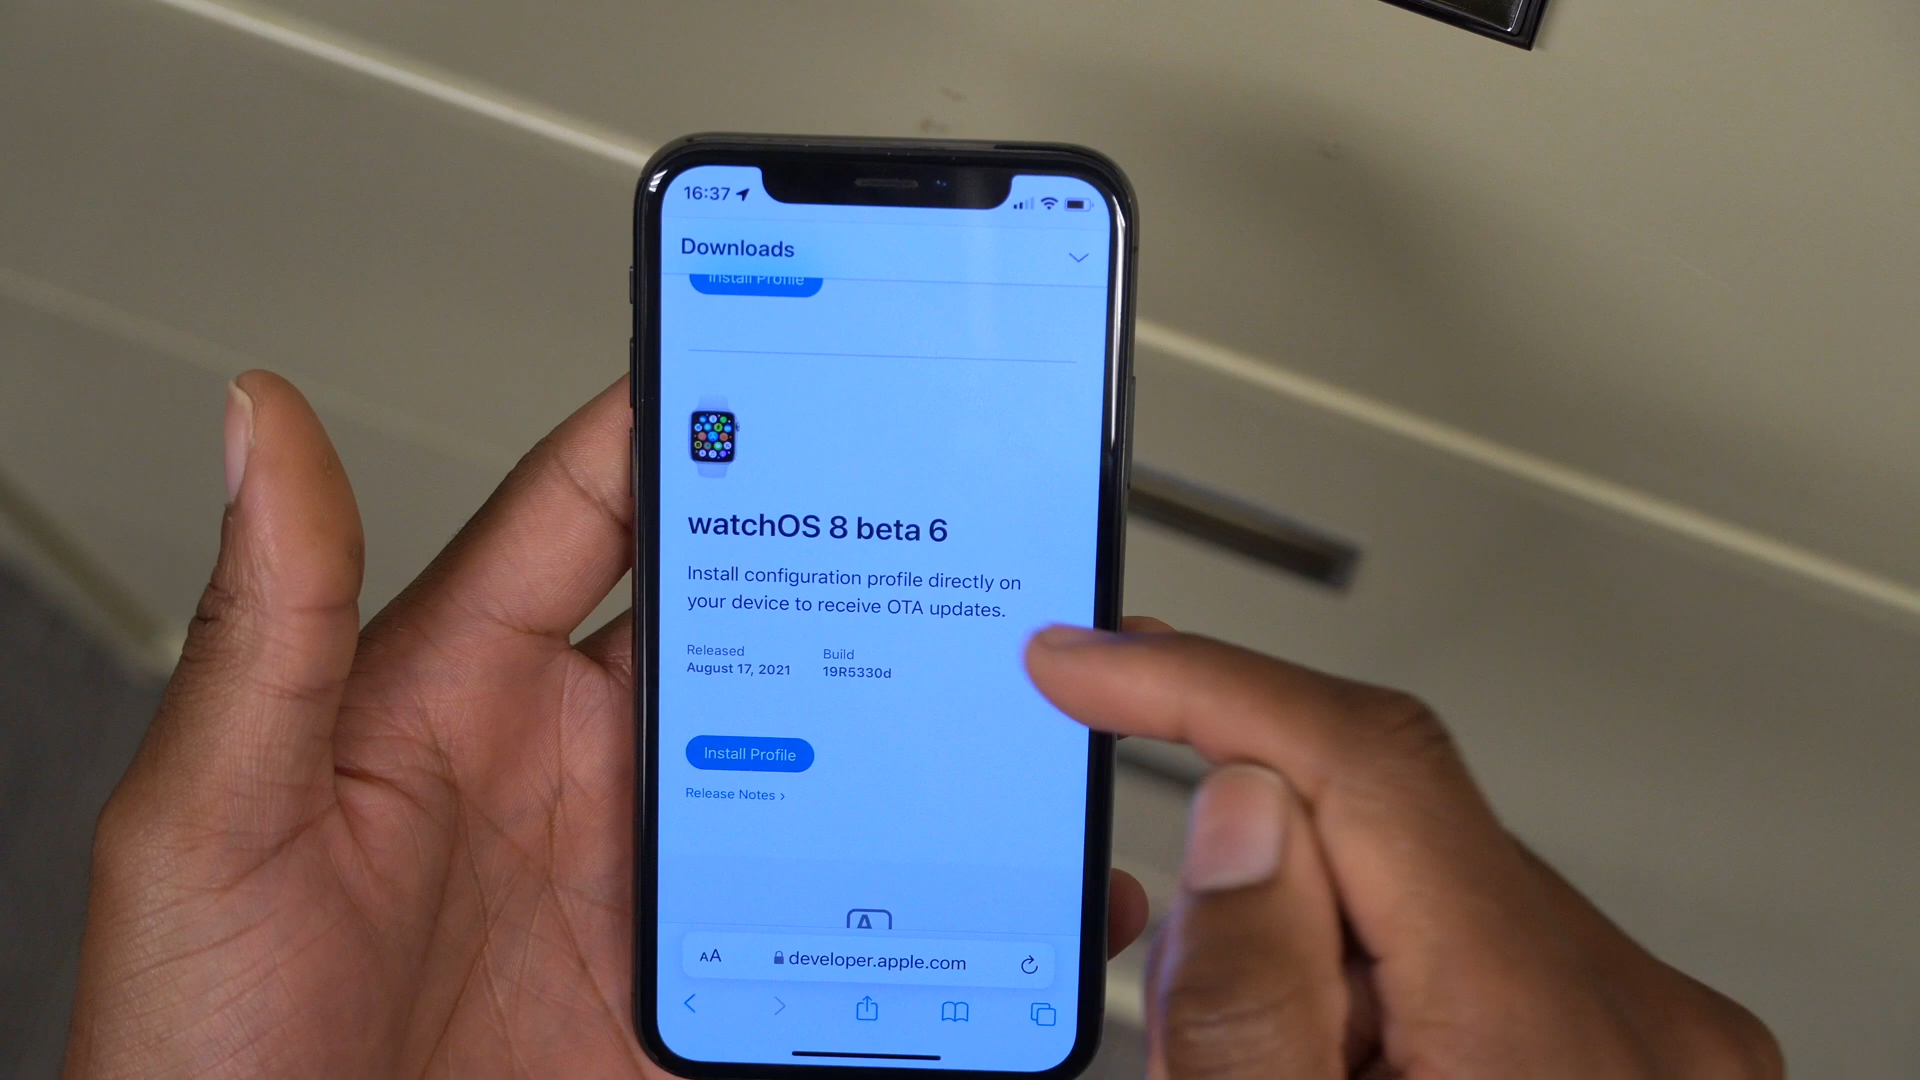 16:37
Downloads
Install Profile
watchOS 8 beta 6
Install configuration profile directly on
your device to receive OTA updates.
Released
Build
August 17, 2021
19R5330d
Install Profile
Release Notes ›
A
AA
developer.apple.com